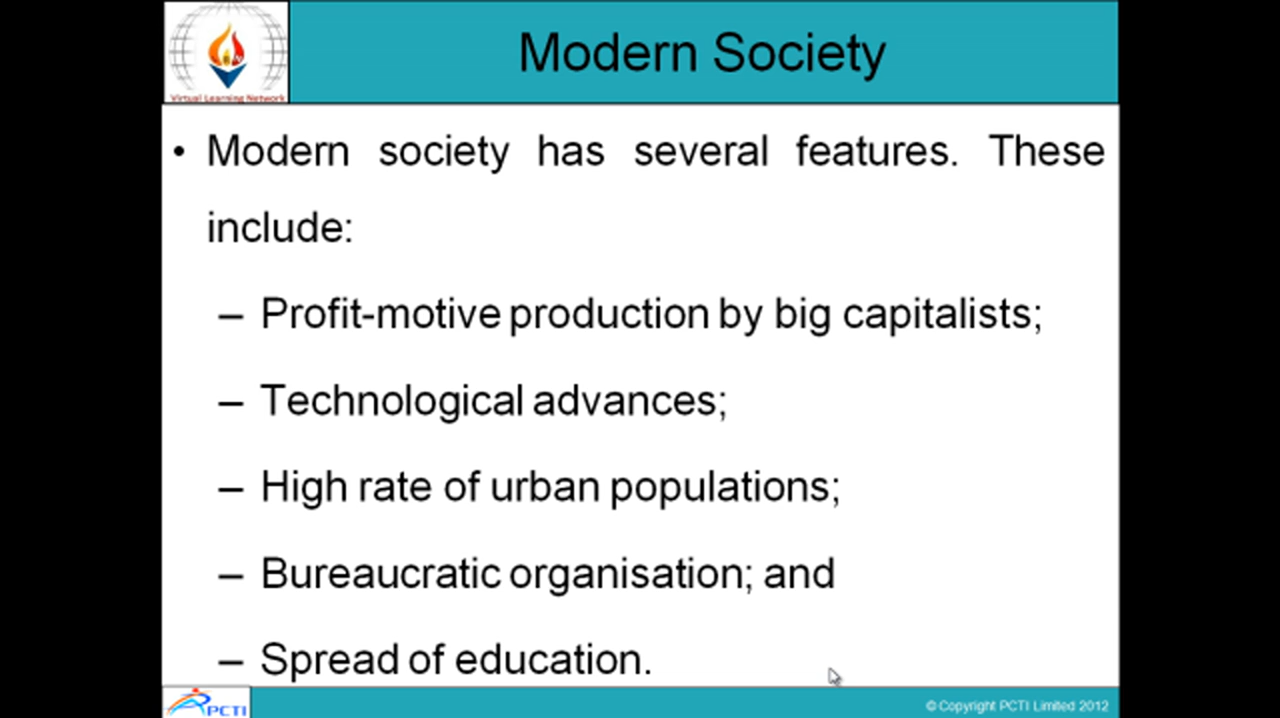 Modern Society
Virtual Learning Network
• Modern society has several features. These
include:
– Profit-motive production by big capitalists;
– Technological advances;
– High rate of urban populations;
– Bureaucratic organisation; and
– Spread of education.
PCTI
© Copyright PCTI Limited 2012